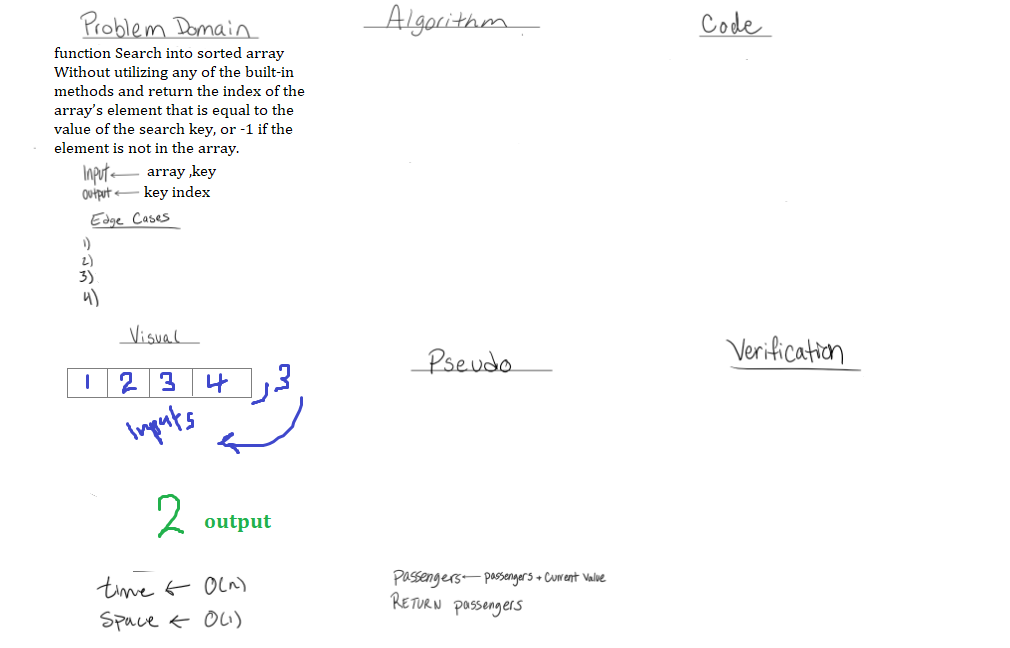 Problem Domain
function Search into sorted array
Without utilizing any of the built-in
methods and return the index of the
array's element that is equal to the
value of the search key, or -1 if the
element is not in the array.
Input ← array ,key
output ← key index
Edge Cases
1)
2)
3)
4)
Visual
1 2 3 4 , 3
Inputs
2 output
time ← O(n)
Space ← O(1)
Algorithm
Pseudo
Passengers ← passengers + Current Value
RETURN passengers
Code
Verification